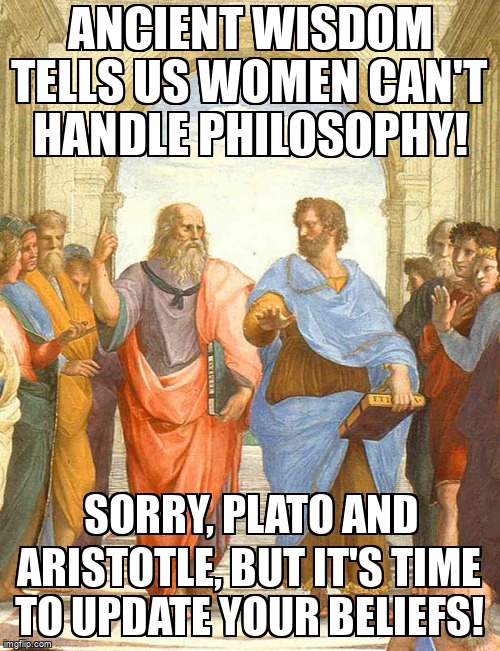 ANCIENT WISDOM
TELLS US WOMEN CAN'T
HANDLE PHILOSOPHY!
SORRY, PLATO AND
ARISTOTLE, BUT IT'S TIME
TO UPDATE YOUR BELIEFS!
imgflip.com